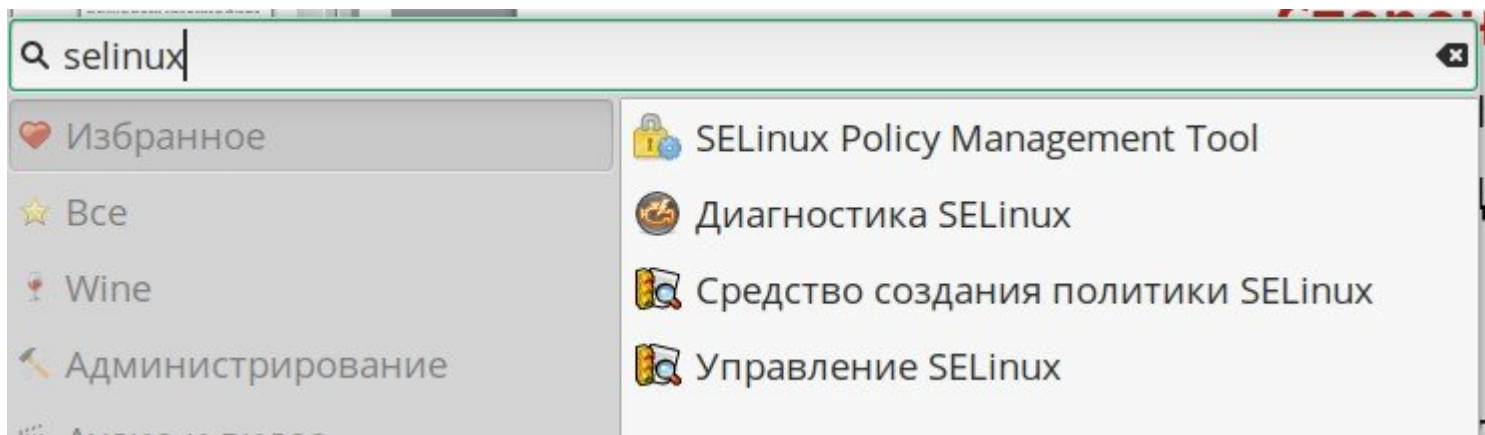 selinux
Избранное
Все
Wine
Администрирование
SELinux Policy Management Tool
Диагностика SELinux
Средство создания политики SELinux
Управление SELinux